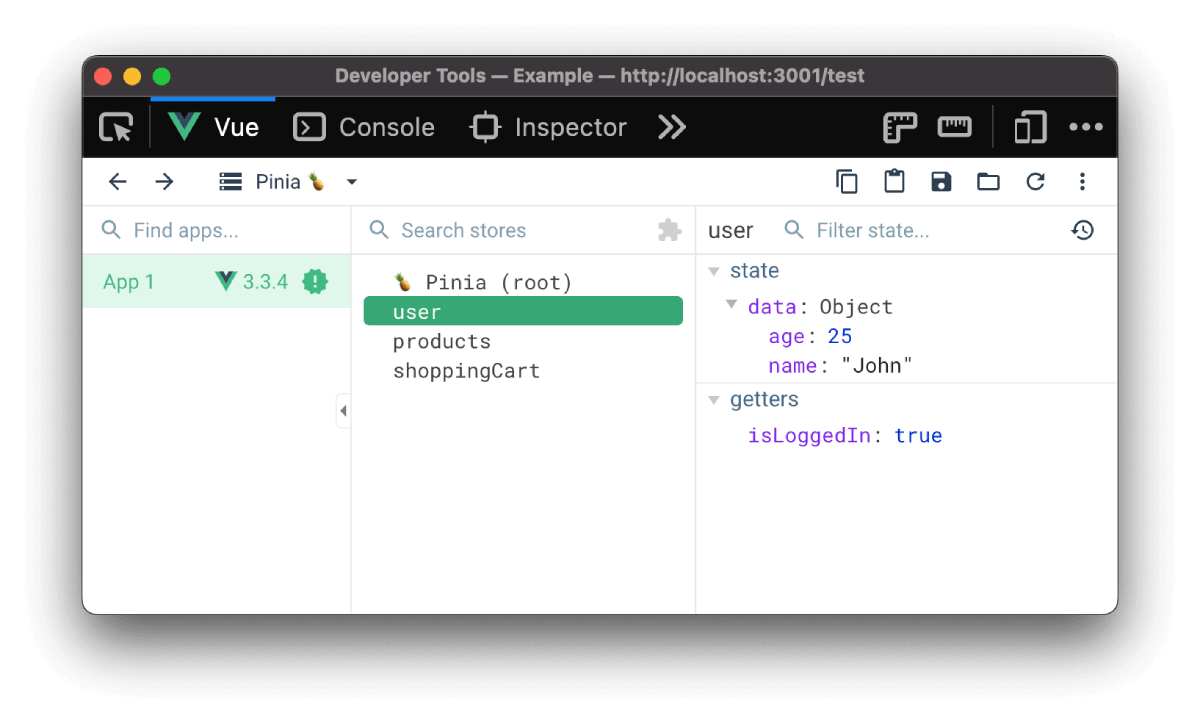 Developer Tools — Example — http://localhost:3001/test
Vue Console Inspector
Pinia 🍍
Find apps... Search stores user Filter state...
App 1 3.3.4
🍍 Pinia (root)
user
products
shoppingCart
state
data: Object
age: 25
name: "John"
getters
isLoggedIn: true